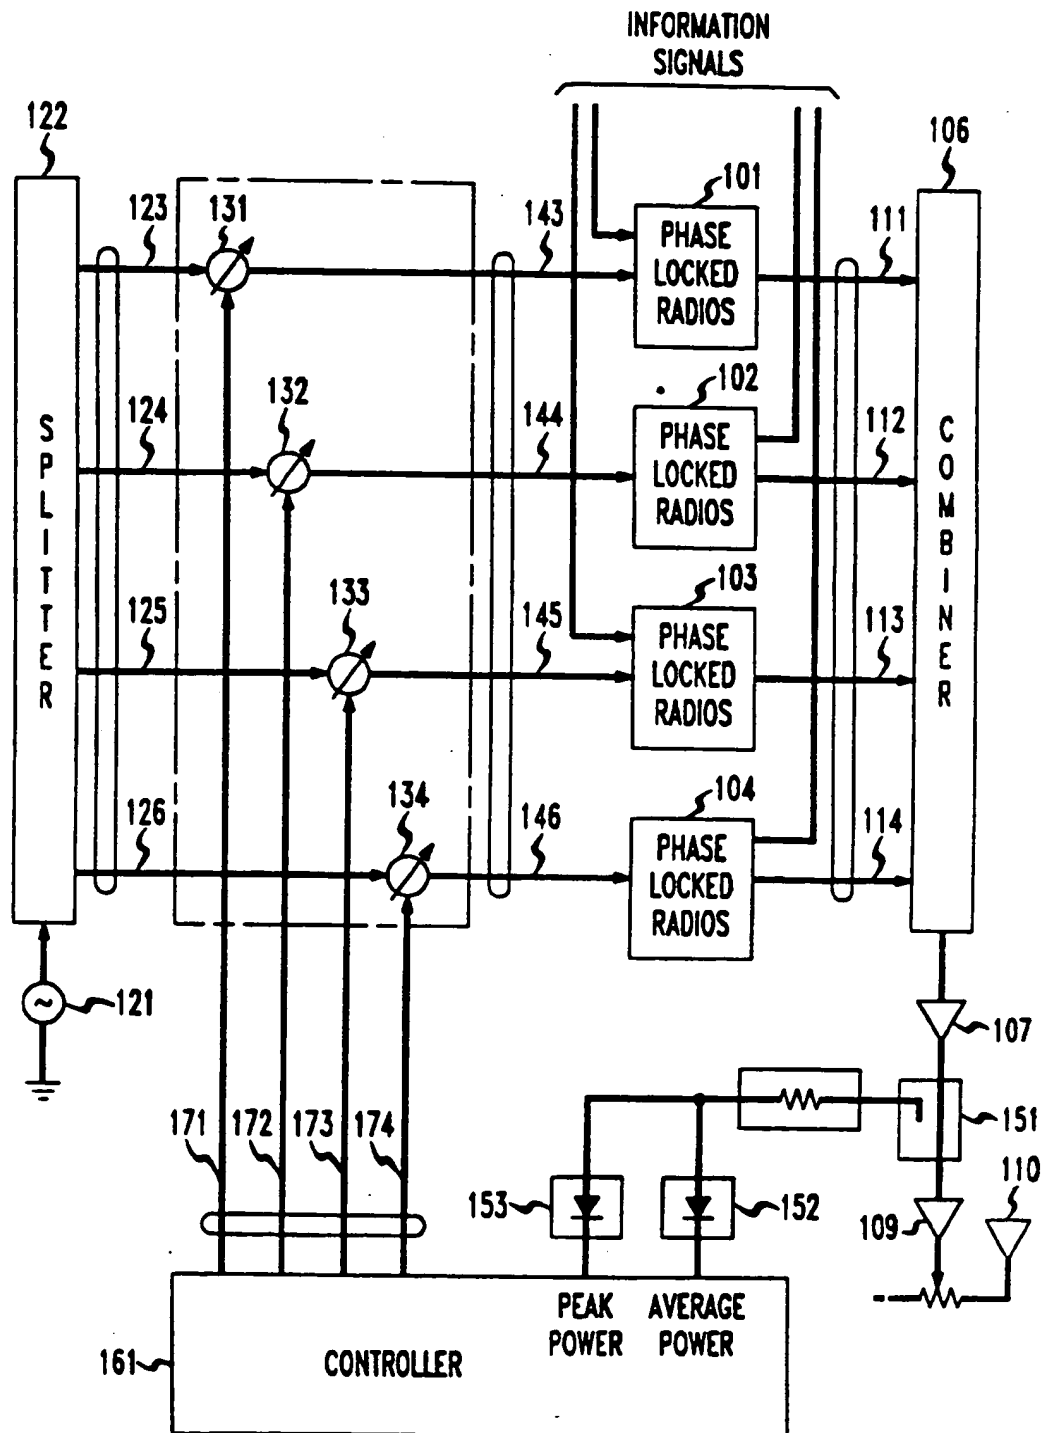 INFORMATION
SIGNALS
122
106
101
123
131
143
111
PHASE
LOCKED
RADIOS
102
132
124
144
112
PHASE
LOCKED
RADIOS
SPLITTER
COMBINER
103
133
125
145
113
PHASE
LOCKED
RADIOS
104
134
126
146
114
PHASE
LOCKED
RADIOS
~
121
107
151
171
172
173
174
110
153
152
109
PEAK
POWER
AVERAGE
POWER
161
CONTROLLER